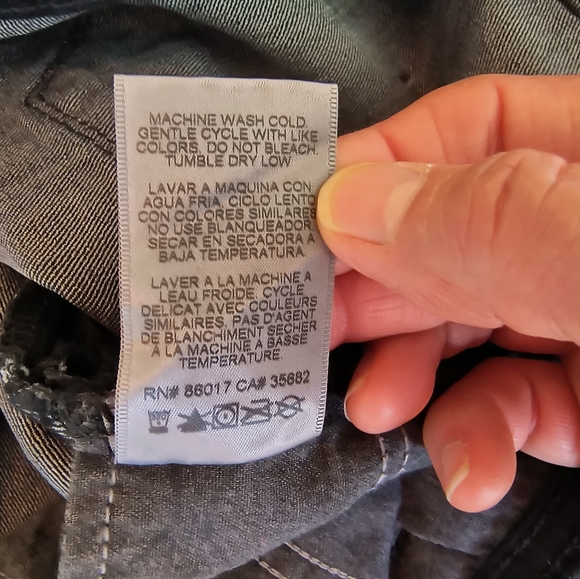 MACHINE WASH COLD
GENTLE CYCLE WITH LIKE
COLORS. DO NOT BLEACH.
TUMBLE DRY LOW
LAVAR A MAQUINA CON
AGUA FRIA, CICLO LENTO
CON COLORES SIMILARES
NO USE BLANQUEADOR
SECAR EN SECADORA A
BAJA TEMPERATURA
LAVER À LA MACHINE A
LEAU FROIDE, CYCLE
DELICAT AVEC COULEURS
SIMILAIRES. PAS D'AGENT
DE BLANCHIMENT SECHER
A LA MACHINE A BASSE
TEMPERATURE.
RN# 86017 CA# 35682